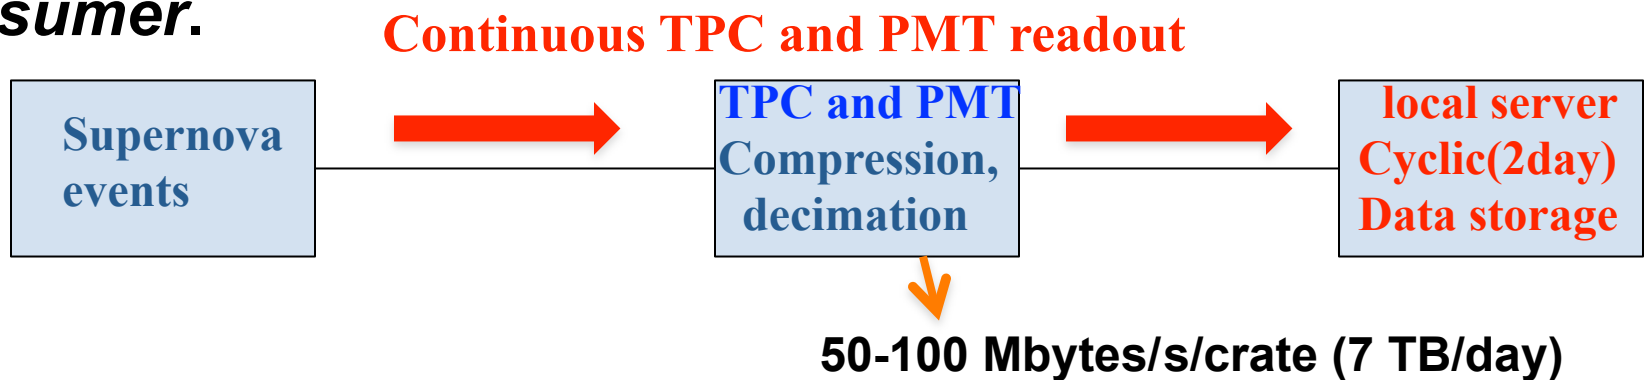 sumer.
Continuous TPC and PMT readout
Supernova
events
TPC and PMT
Compression,
decimation
local server
Cyclic(2day)
Data storage
50-100 Mbytes/s/crate (7 TB/day)